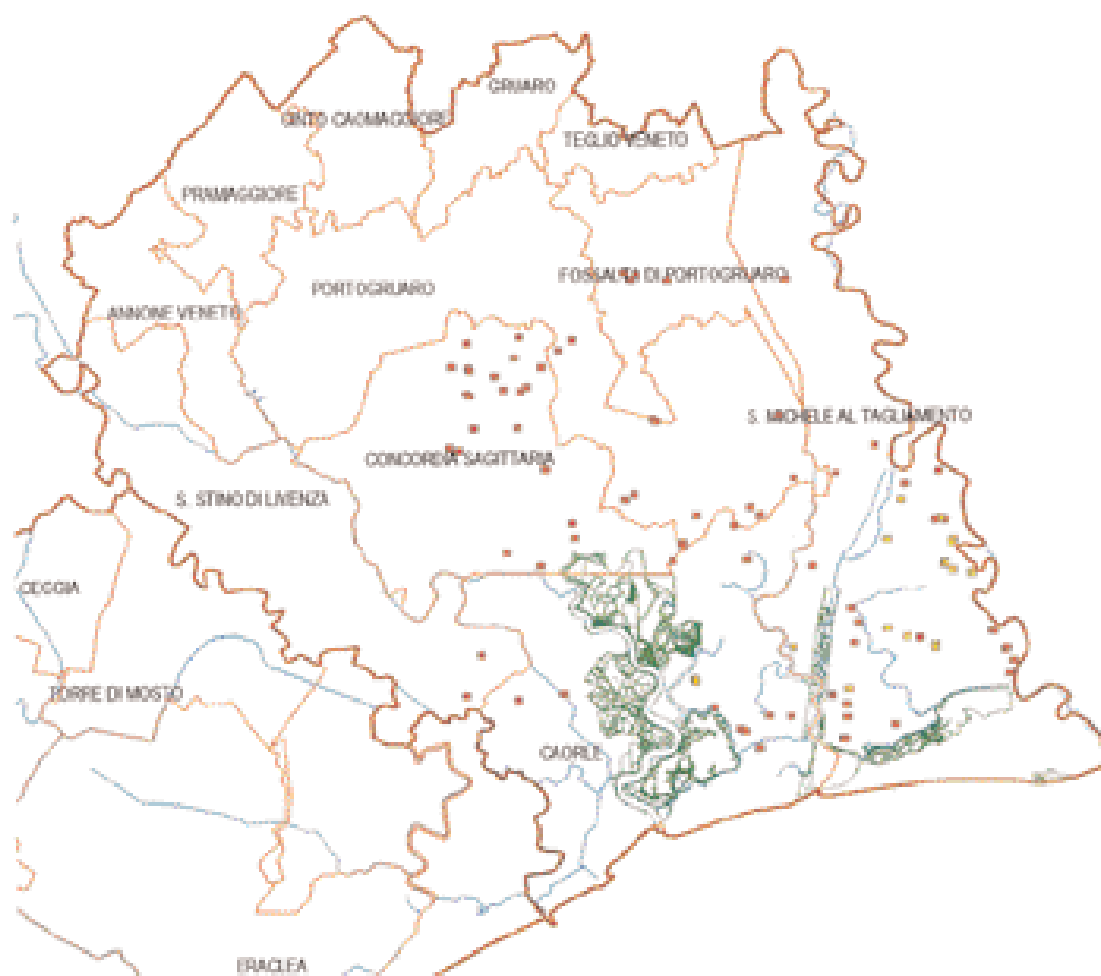 GRUARO
CINTO CAOMAGGIORE
TEGLIO VENETO
PRAMAGGIORE
FOSSALTA DI PORTOGRUARO
PORTOGRUARO
ANNONE VENETO
S. MICHELE AL TAGLIAMENTO
CONCORDIA SAGITTARIA
S. STINO DI LIVENZA
CEGGIA
TORRE DI MOSTO
CAORLE
ERACLEA